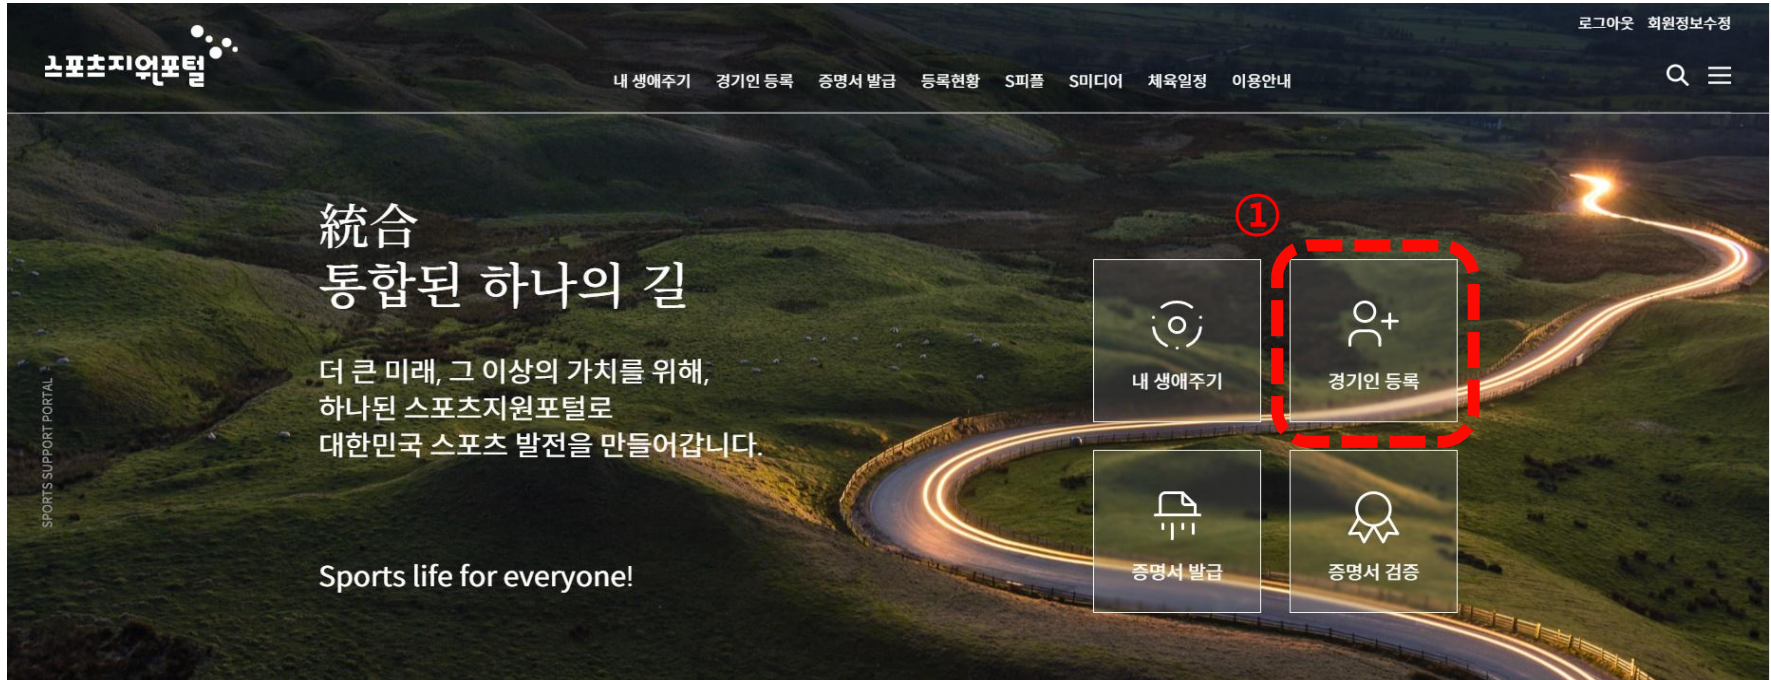 로그아웃 회원정보수정
스포츠지원포털
내 생애주기 경기인 등록 증명서 발급 등록현황 S피플 S미디어 체육일정 이용안내
統合
통합된 하나의 길
더 큰 미래, 그 이상의 가치를 위해,
하나된 스포츠지원포털로
대한민국 스포츠 발전을 만들어갑니다.
Sports life for everyone!
SPORTS SUPPORT PORTAL
①
내 생애주기
경기인 등록
증명서 발급
증명서 검증